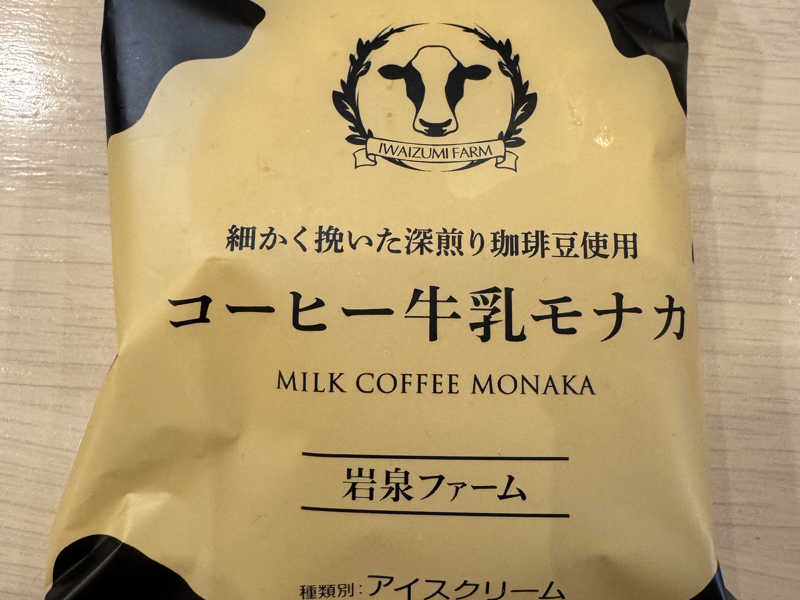 IWAIZUMI FARM
細かく挽いた深煎り珈琲豆使用
コーヒー牛乳モナカ
MILK COFFEE MONAKA
岩泉ファーム
種類別:アイスクリーム